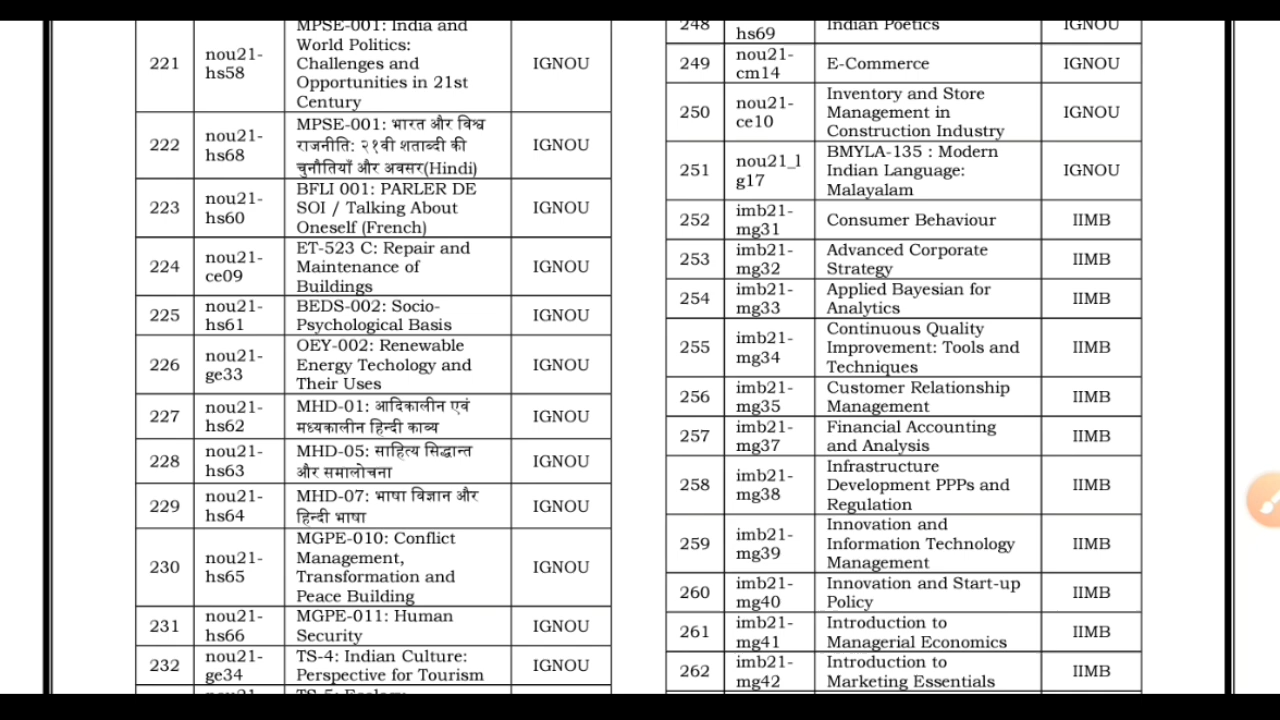 MPSE-001: India and
World Politics:
221 nou21- Challenges and IGNOU
hs58 Opportunities in 21st
Century
222 nou21- MPSE-001: भारत और विश्व IGNOU
hs68 राजनीति: २१वी शताब्दी की
चुनौतियाँ और अवसर(Hindi)
223 nou21- BFLI 001: PARLER DE IGNOU
hs60 SOI / Talking About
Oneself (French)
224 nou21- ET-523 C: Repair and IGNOU
ce09 Maintenance of
Buildings
225 nou21- BEDS-002: Socio- IGNOU
hs61 Psychological Basis
226 nou21- OEY-002: Renewable IGNOU
ge33 Energy Techology and
Their Uses
227 nou21- MHD-01: आदिकालीन एवं IGNOU
hs62 मध्यकालीन हिन्दी काव्य
228 nou21- MHD-05: साहित्य सिद्धान्त IGNOU
hs63 और समालोचना
229 nou21- MHD-07: भाषा विज्ञान और IGNOU
hs64 हिन्दी भाषा
230 nou21- MGPE-010: Conflict IGNOU
hs65 Management,
Transformation and
Peace Building
231 nou21- MGPE-011: Human IGNOU
hs66 Security
232 nou21- TS-4: Indian Culture: IGNOU
ge34 Perspective for Tourism
nou21- TS-5: Ecology,
248 Indian Poetics IGNOU
hs69
249 nou21- E-Commerce IGNOU
cm14
250 nou21- Inventory and Store IGNOU
ce10 Management in
Construction Industry
251 nou21_l BMYLA-135 : Modern IGNOU
g17 Indian Language:
Malayalam
252 imb21- Consumer Behaviour IIMB
mg31
253 imb21- Advanced Corporate IIMB
mg32 Strategy
254 imb21- Applied Bayesian for IIMB
mg33 Analytics
255 imb21- Continuous Quality IIMB
mg34 Improvement: Tools and
Techniques
256 imb21- Customer Relationship IIMB
mg35 Management
257 imb21- Financial Accounting IIMB
mg37 and Analysis
258 imb21- Infrastructure IIMB
mg38 Development PPPs and
Regulation
259 imb21- Innovation and IIMB
mg39 Information Technology
Management
260 imb21- Innovation and Start-up IIMB
mg40 Policy
261 imb21- Introduction to IIMB
mg41 Managerial Economics
262 imb21- Introduction to IIMB
mg42 Marketing Essentials